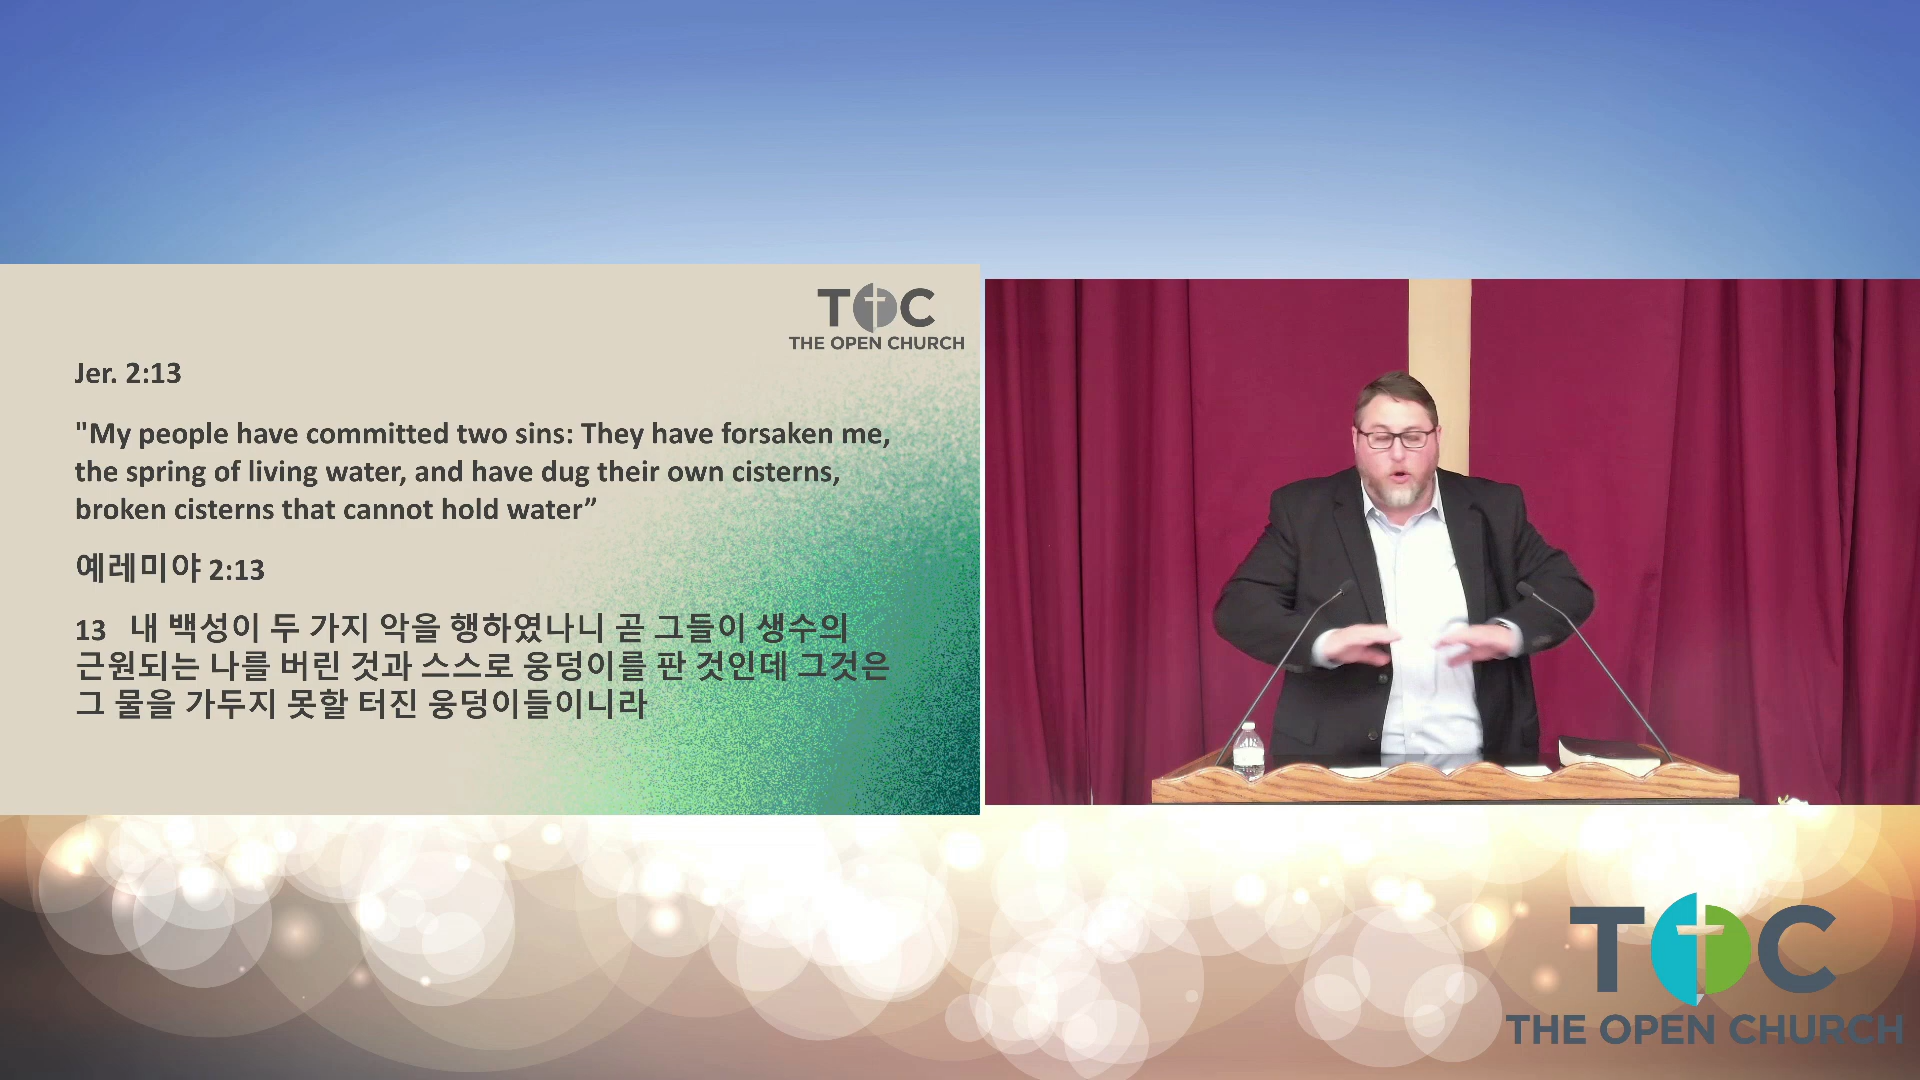 TOC
THE OPEN CHURCH
Jer. 2:13
"My people have committed two sins: They have forsaken me,
the spring of living water, and have dug their own cisterns,
broken cisterns that cannot hold water”
예레미야 2:13
13 내 백성이 두 가지 악을 행하였나니 곧 그들이 생수의
근원되는 나를 버린 것과 스스로 웅덩이를 판 것인데 그것은
그 물을 가두지 못할 터진 웅덩이들이니라
TOC
THE OPEN CHURCH